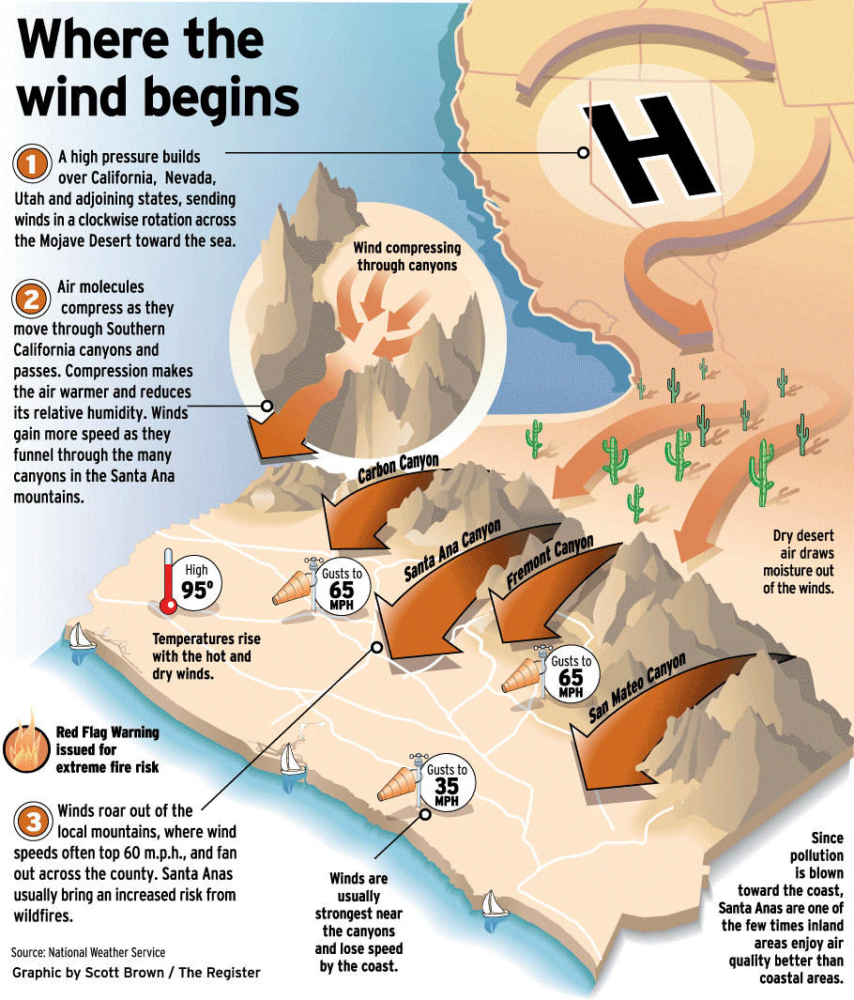 Where the
wind begins
H
1
A high pressure builds
over California, Nevada,
Utah and adjoining states, sending
winds in a clockwise rotation across
the Mojave Desert toward the sea.
Wind compressing
through canyons
2
Air molecules
compress as they
move through Southern
California canyons and
passes. Compression makes
the air warmer and reduces
its relative humidity. Winds
gain more speed as they
funnel through the many
canyons in the Santa Ana
mountains.
Carbon Canyon
Santa Ana Canyon
Fremont Canyon
San Mateo Canyon
Dry desert
air draws
moisture out
of the winds.
High
95°
Gusts to
65
MPH
Temperatures rise
with the hot and
dry winds.
Gusts to
65
MPH
Red Flag Warning
issued for
extreme fire risk
Gusts to
35
MPH
3
Winds roar out of the
local mountains, where wind
speeds often top 60 m.p.h., and fan
out across the county. Santa Anas
usually bring an increased risk from
wildfires.
Winds are
usually
strongest near
the canyons
and lose speed
by the coast.
Since
pollution
is blown
toward the coast,
Santa Anas are one of
the few times inland
areas enjoy air
quality better than
coastal areas.
Source: National Weather Service
Graphic by Scott Brown / The Register